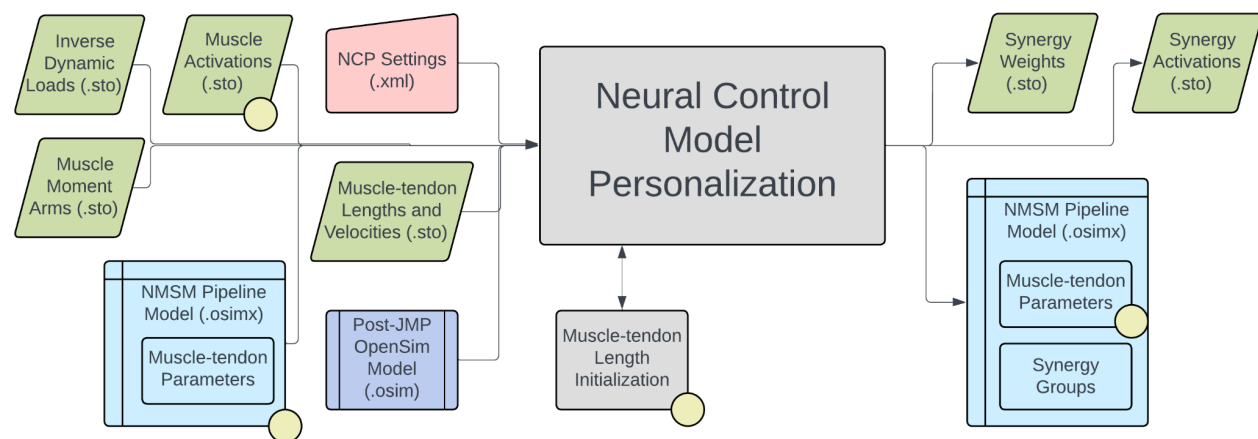 Inverse
Dynamic
Loads (.sto)
Muscle
Activations
(.sto)
NCP Settings
(.xml)
Neural Control
Model
Personalization
Synergy
Weights
(.sto)
Synergy
Activations
(.sto)
Muscle
Moment
Arms (.sto)
Muscle-tendon
Lengths and
Velocities (.sto)
NMSM Pipeline
Model (.osimx)
Muscle-tendon
Parameters
Post-JMP
OpenSim
Model
(.osim)
Muscle-tendon
Length
Initialization
NMSM Pipeline
Model (.osimx)
Muscle-tendon
Parameters
Synergy
Groups